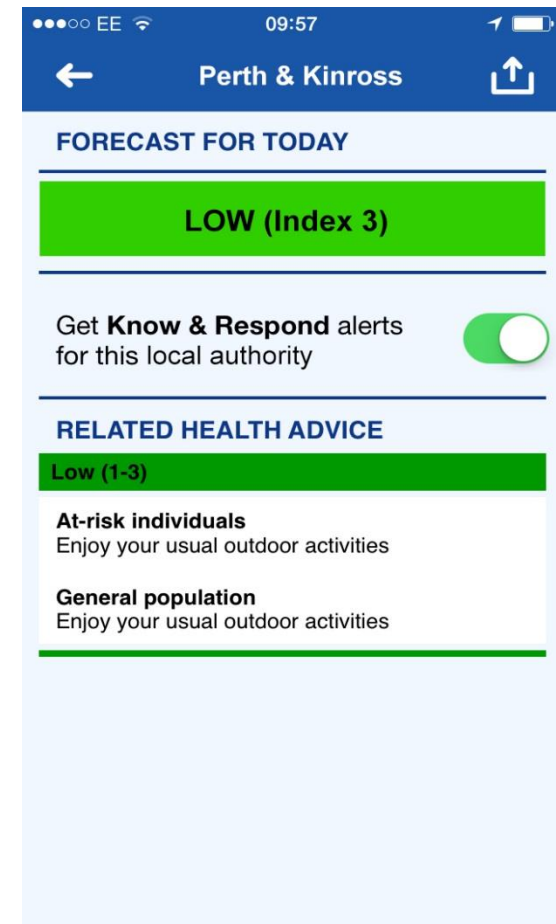 EE 09:57
Perth & Kinross
FORECAST FOR TODAY
LOW (Index 3)
Get Know & Respond alerts
for this local authority
RELATED HEALTH ADVICE
Low (1-3)
At-risk individuals
Enjoy your usual outdoor activities
General population
Enjoy your usual outdoor activities